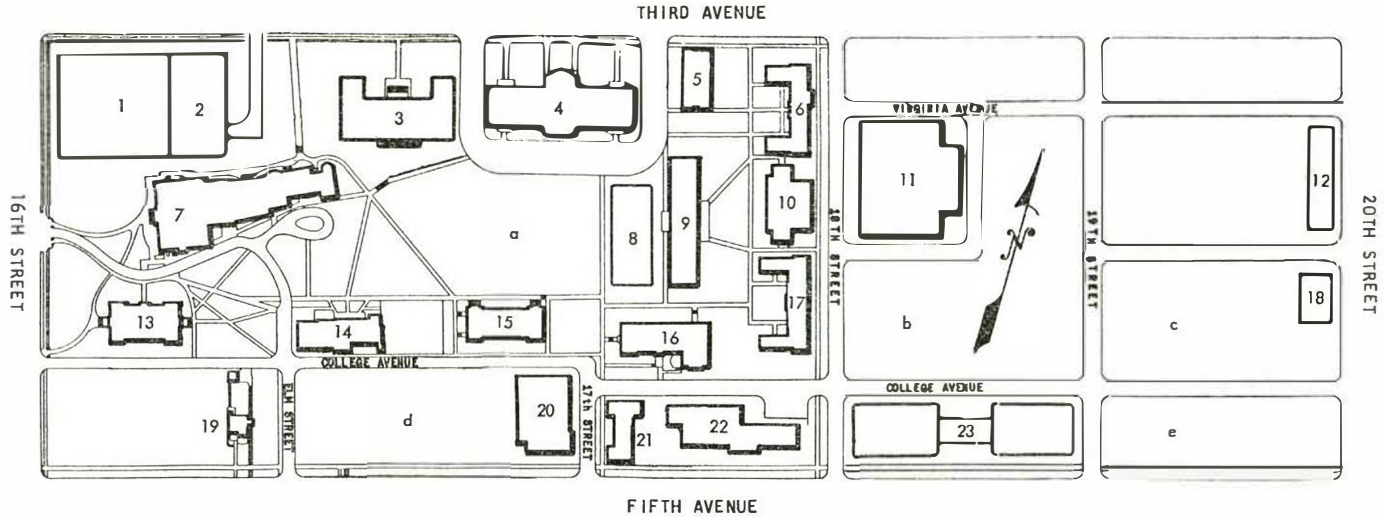 THIRD AVENUE
1
2
3
4
5
6
VIRGINIA AVENUE
7
8
9
10
11
12
16TH STREET
a
18TH STREET
N
19TH STREET
20TH STREET
13
14
15
16
17
b
c
18
COLLEGE AVENUE
COLLEGE AVENUE
19
ELM STREET
d
20
17th STREET
21
22
23
e
FIFTH AVENUE